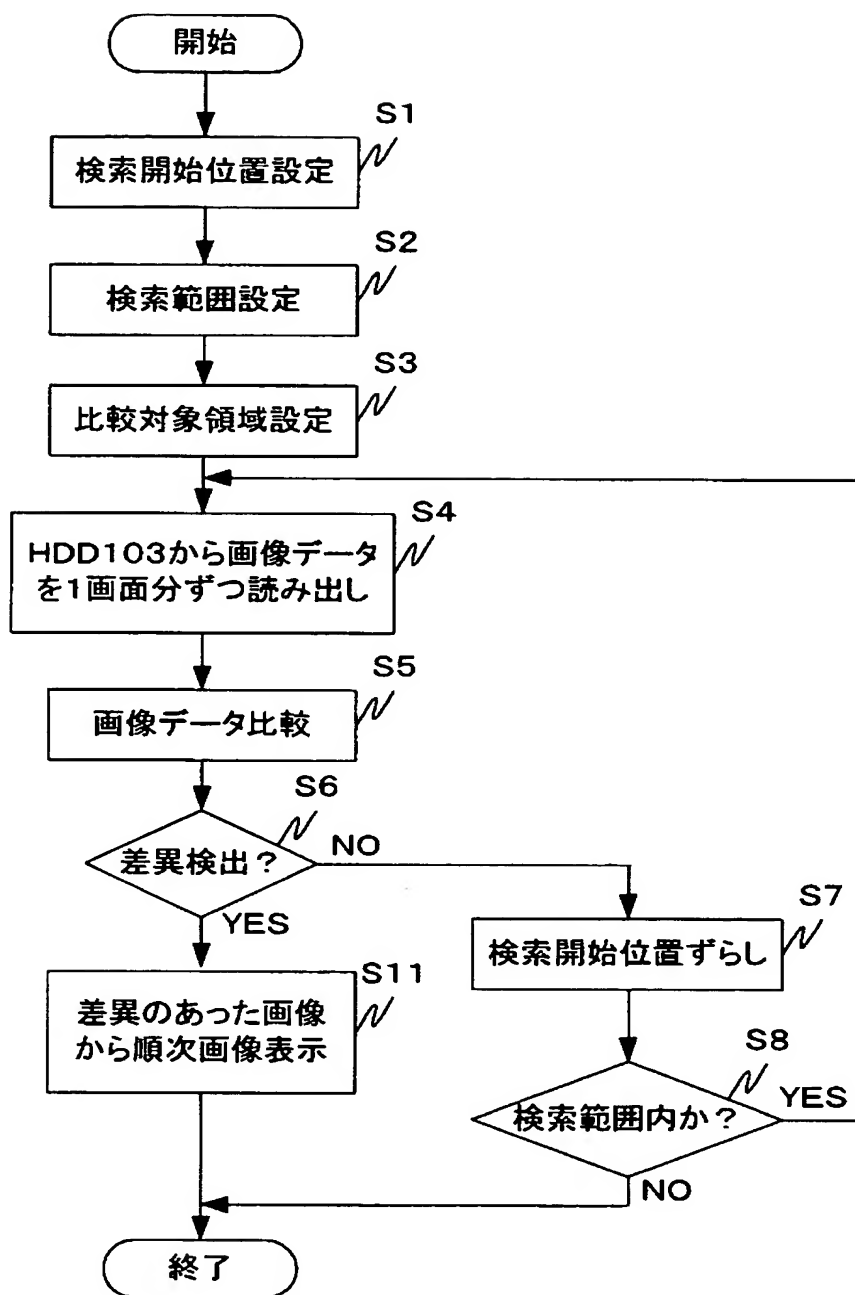 開始
S1
検索開始位置設定
S2
検索範囲設定
S3
比較対象領域設定
S4
HDD103から画像データ
を1画面分ずつ読み出し
S5
画像データ比較
S6
差異検出？
NO
YES
S7
検索開始位置ずらし
S11
差異のあった画像
から順次画像表示
S8
検索範囲内か？
YES
NO
終了